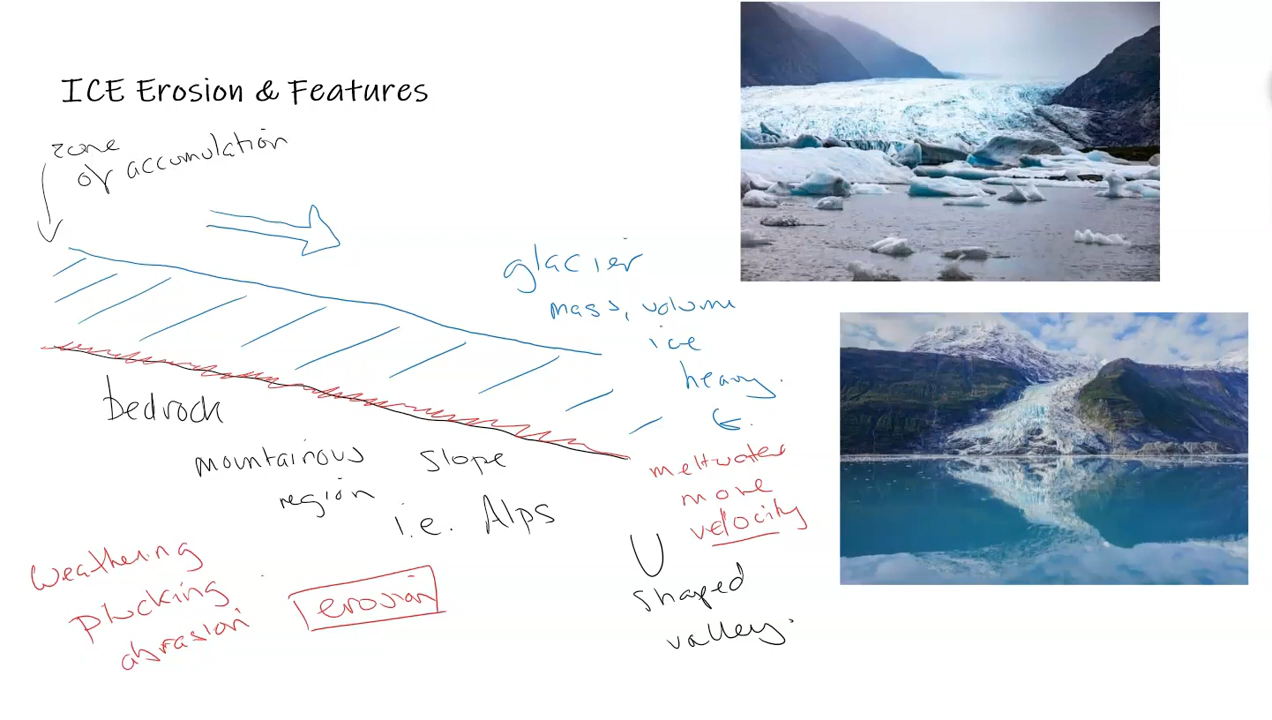 ICE Erosion & Features
zone
of accumulation
glacier
mass, volume
ice
heavy.
bedrock
mountainous
region
slope
i.e. Alps
meltwater
more
velocity
U
shaped
valley.
Weathering
plucking
abrasion
erosion